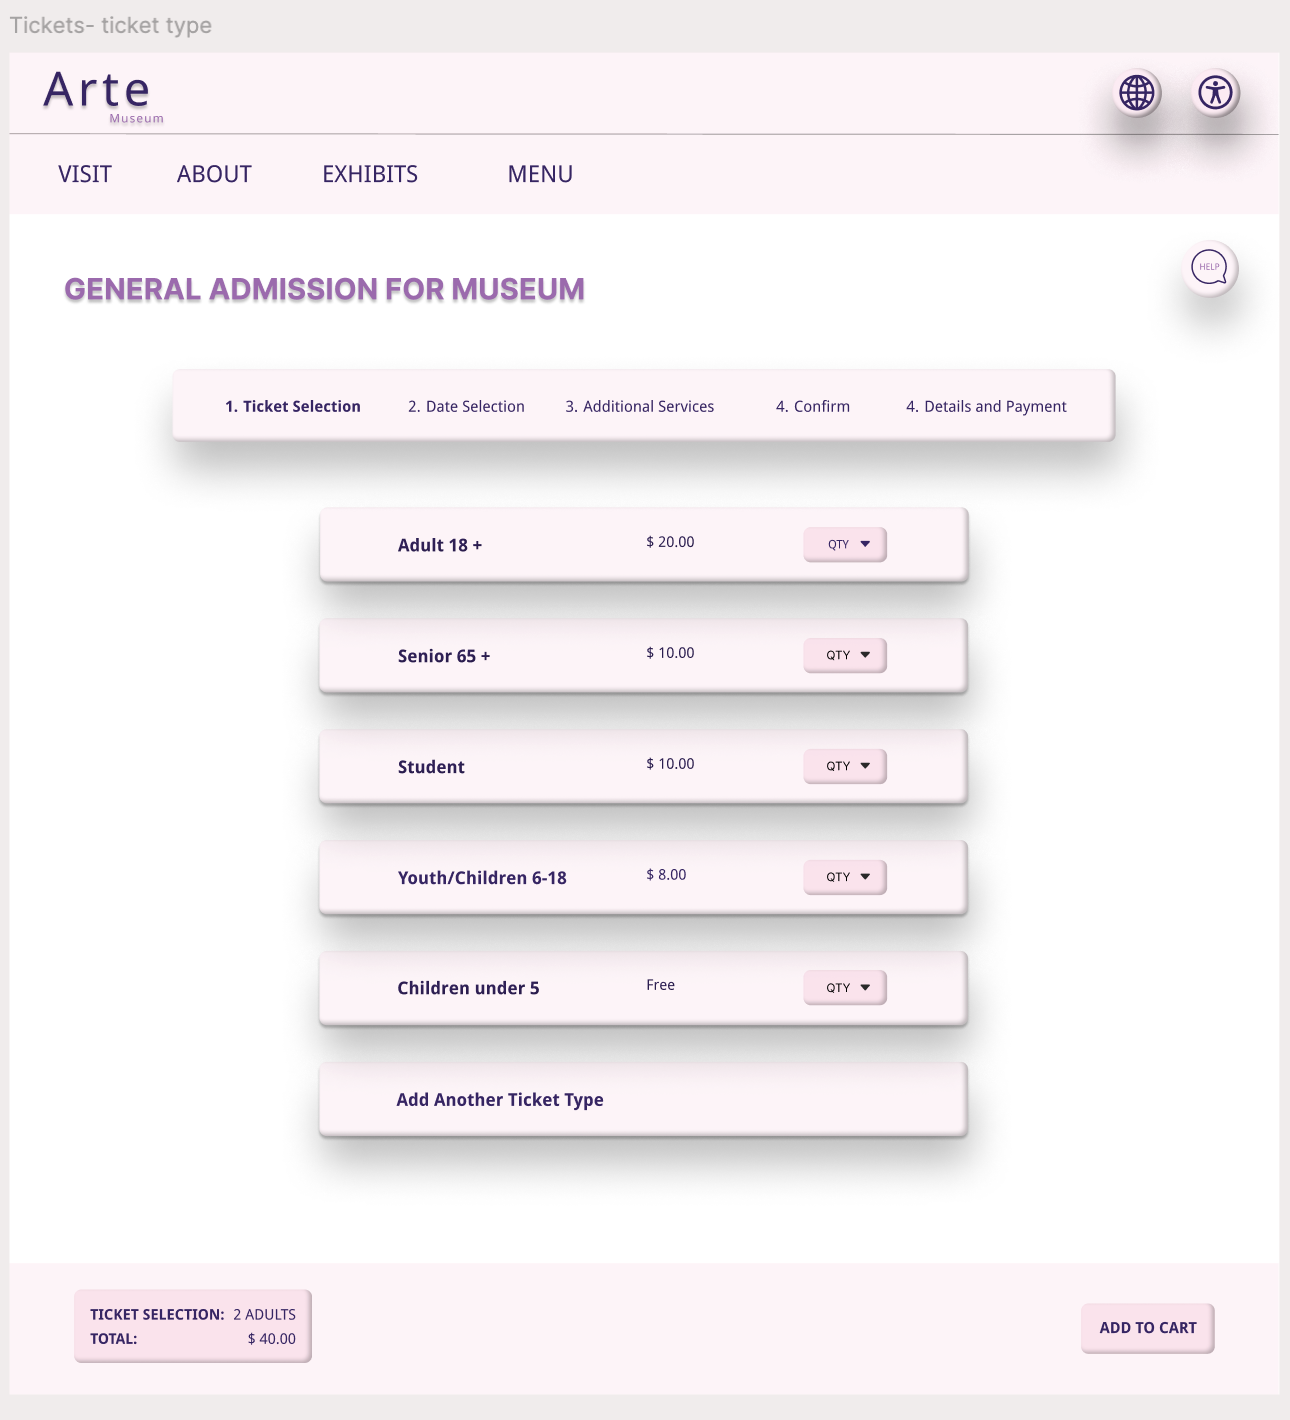 Tickets- ticket type
Arte
Museum
VISIT ABOUT EXHIBITS MENU
HELP
GENERAL ADMISSION FOR MUSEUM
1. Ticket Selection 2. Date Selection 3. Additional Services 4. Confirm 4. Details and Payment
Adult 18 + $ 20.00 QTY
Senior 65 + $ 10.00 QTY
Student $ 10.00 QTY
Youth/Children 6-18 $ 8.00 QTY
Children under 5 Free QTY
Add Another Ticket Type
TICKET SELECTION: 2 ADULTS
TOTAL: $ 40.00
ADD TO CART